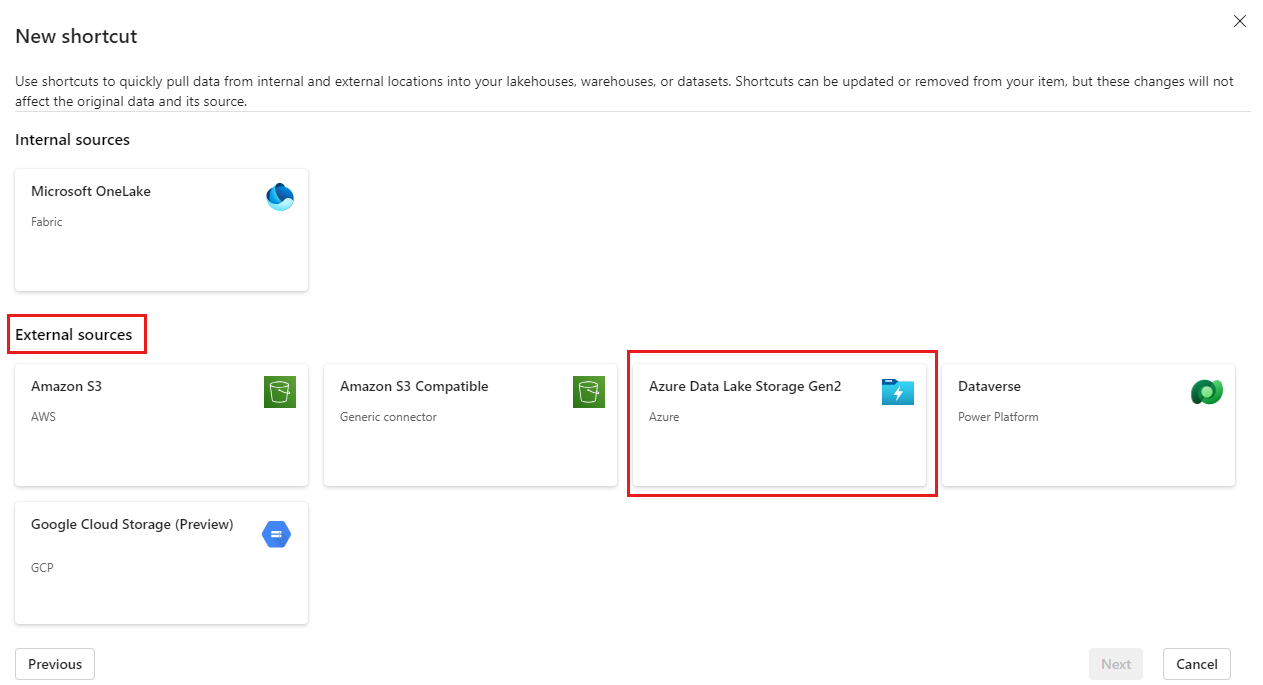 New shortcut
Use shortcuts to quickly pull data from internal and external locations into your lakehouses, warehouses, or datasets. Shortcuts can be updated or removed from your item, but these changes will not
affect the original data and its source.
Internal sources
Microsoft OneLake
Fabric
External sources
Amazon S3
AWS
Amazon S3 Compatible
Generic connector
Azure Data Lake Storage Gen2
Azure
Dataverse
Power Platform
Google Cloud Storage (Preview)
GCP
Previous
Next
Cancel